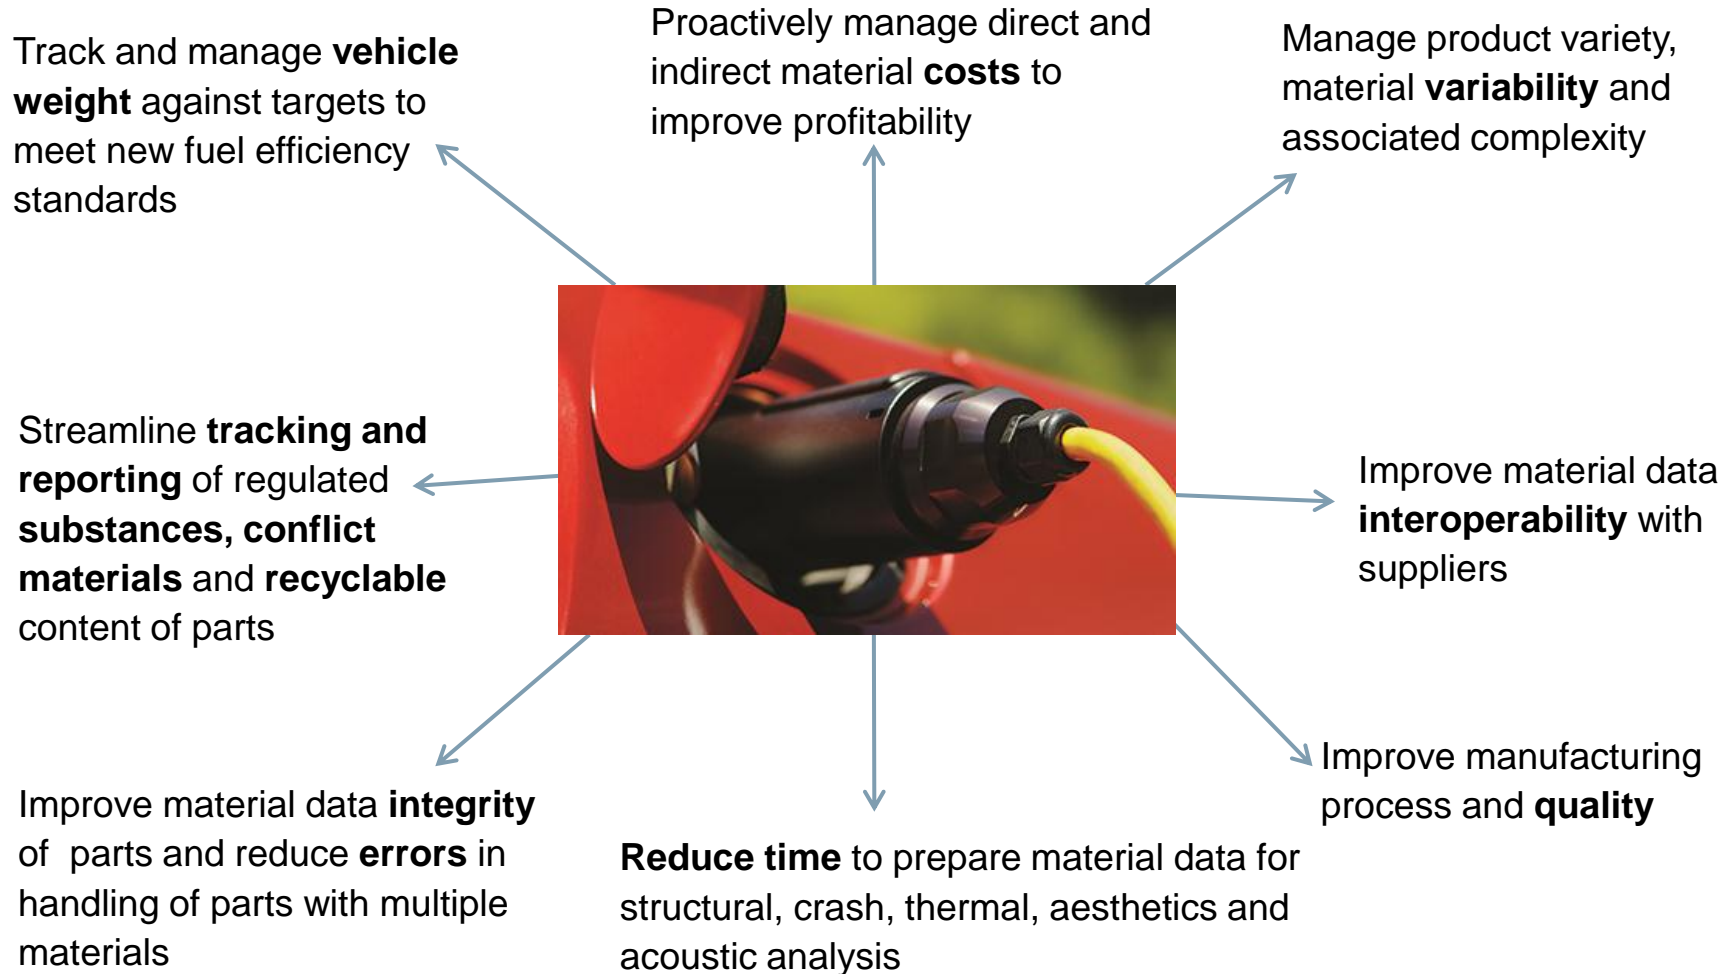 Track and manage vehicle
weight against targets to
meet new fuel efficiency
standards
Proactively manage direct and
indirect material costs to
improve profitability
Manage product variety,
material variability and
associated complexity
Streamline tracking and
reporting of regulated
substances, conflict
materials and recyclable
content of parts
Improve material data
interoperability with
suppliers
Improve material data integrity
of  parts and reduce errors in
handling of parts with multiple
materials
Reduce time to prepare material data for
structural, crash, thermal, aesthetics and
acoustic analysis
Improve manufacturing
process and quality